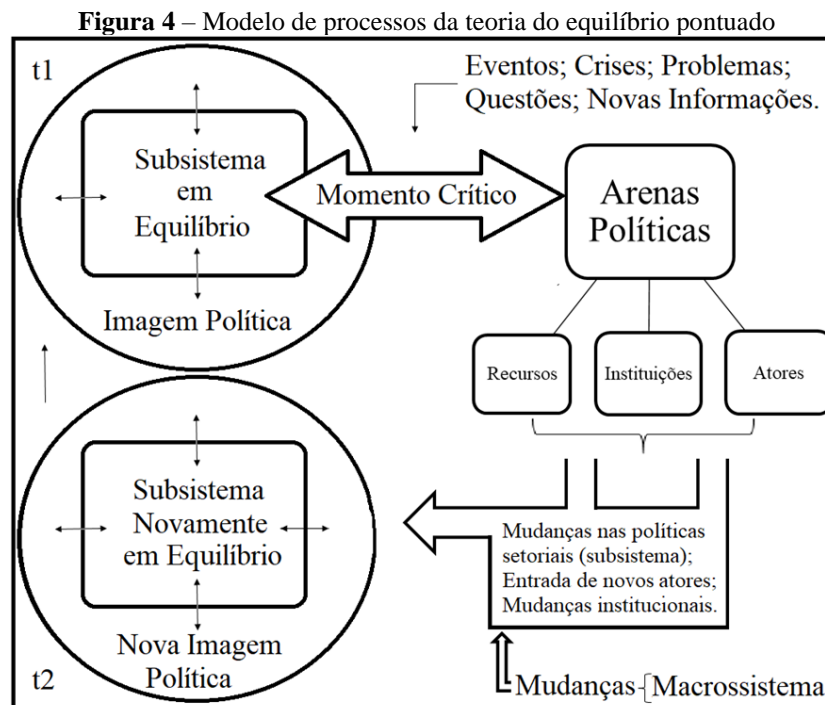 Figura 4 – Modelo de processos da teoria do equilíbrio pontuado
t1
Eventos; Crises; Problemas;
Questões; Novas Informações.
Subsistema
em
Equilíbrio
Momento Crítico
Arenas
Políticas
Imagem Política
Recursos
Instituições
Atores
Subsistema
Novamente
em Equilíbrio
Mudanças nas políticas
setoriais (subsistema);
Entrada de novos atores;
Mudanças institucionais.
Nova Imagem
Política
t2
Mudanças
Macrossistema